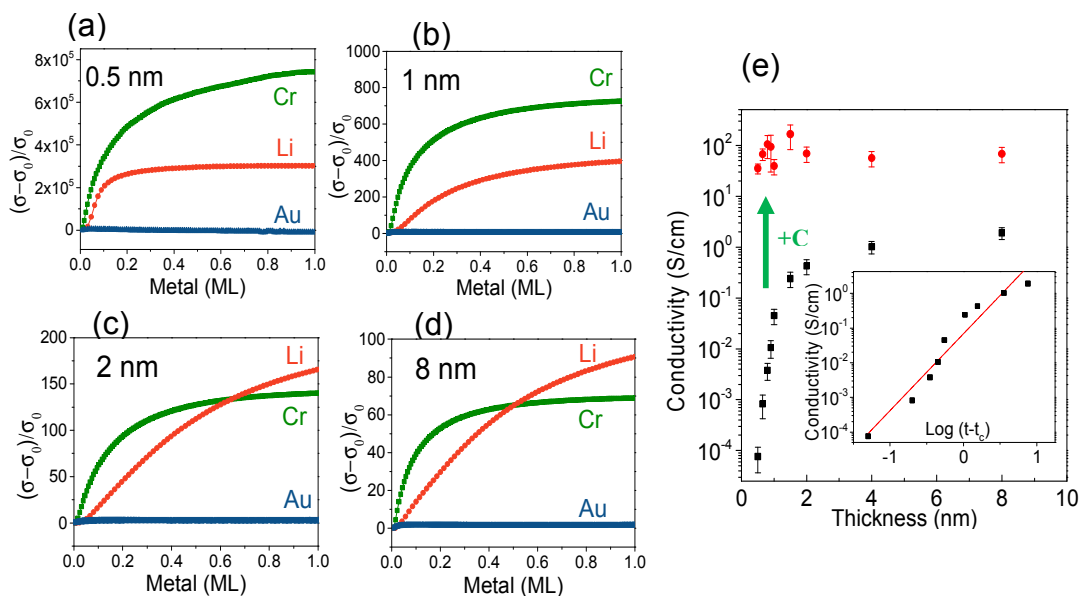 (a)
0.5 nm
8x10⁵
6x10⁵
4x10⁵
2x10⁵
0
(σ−σ₀)/σ₀
Cr
Li
Au
0.0 0.2 0.4 0.6 0.8 1.0
Metal (ML)
(b)
1 nm
1000
800
600
400
200
0
(σ−σ₀)/σ₀
Cr
Li
Au
0.0 0.2 0.4 0.6 0.8 1.0
Metal (ML)
(c)
2 nm
200
150
100
50
0
(σ−σ₀)/σ₀
Li
Cr
Au
0.0 0.2 0.4 0.6 0.8 1.0
Metal (ML)
(d)
8 nm
100
80
60
40
20
0
(σ−σ₀)/σ₀
Li
Cr
Au
0.0 0.2 0.4 0.6 0.8 1.0
Metal (ML)
(e)
10²
10¹
10⁰
10⁻¹
10⁻²
10⁻³
10⁻⁴
Conductivity (S/cm)
+C
0 2 4 6 8 10
Thickness (nm)
10⁰
10⁻¹
10⁻²
10⁻³
10⁻⁴
Conductivity (S/cm)
Log (t-t_c)
-1 0 1